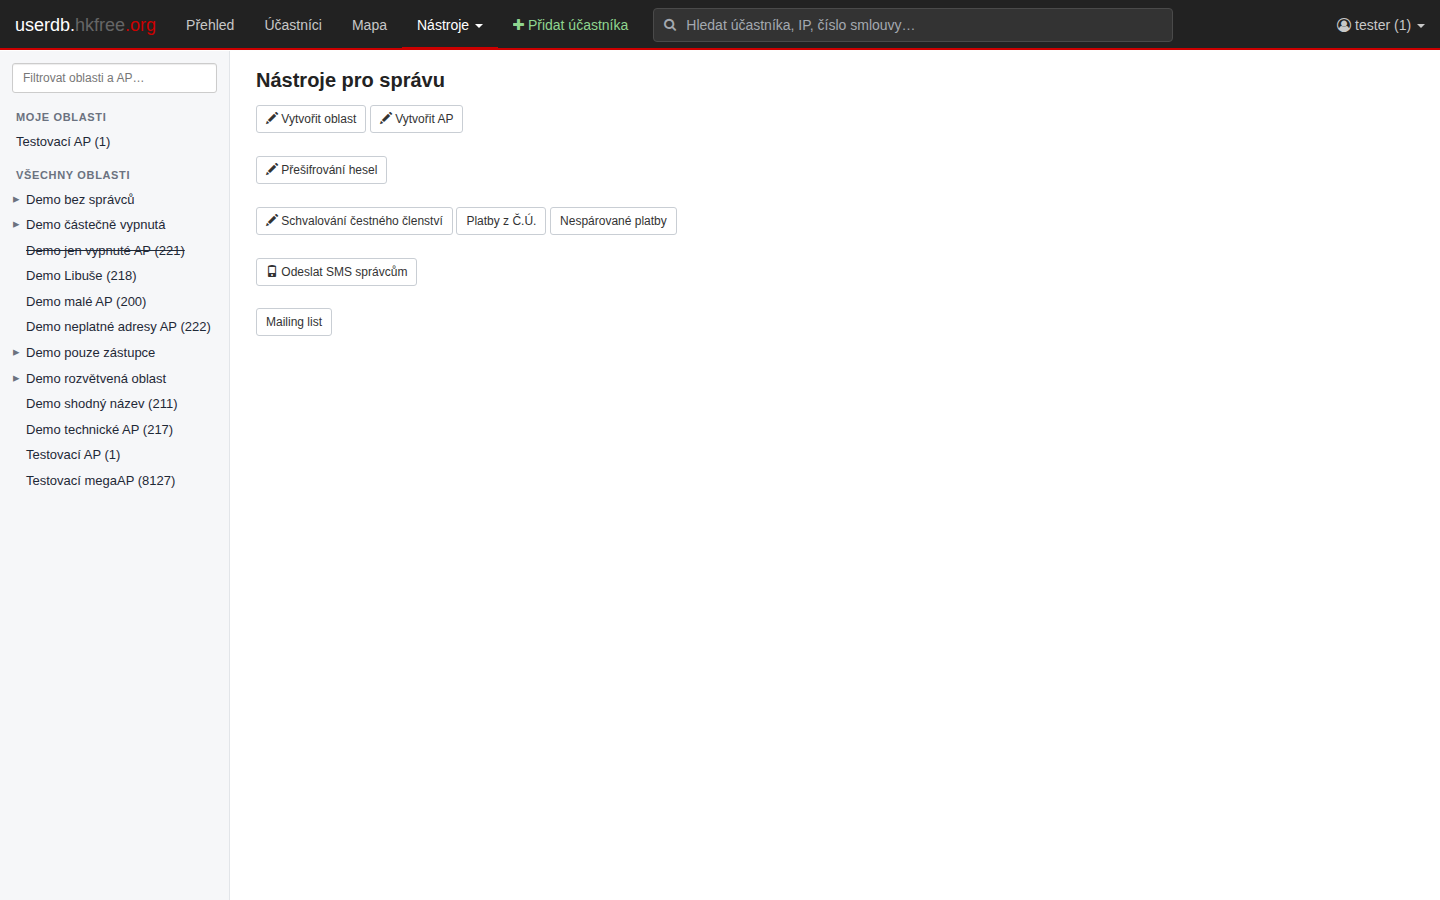 userdb.hkfree.org
Přehled
Účastníci
Mapa
Nástroje
Přidat účastníka
Hledat účastníka, IP, číslo smlouvy…
tester (1)
Filtrovat oblasti a AP…
MOJE OBLASTI
Testovací AP (1)
VŠECHNY OBLASTI
Demo bez správců
Demo částečně vypnutá
Demo jen vypnuté AP (221)
Demo Libuše (218)
Demo malé AP (200)
Demo neplatné adresy AP (222)
Demo pouze zástupce
Demo rozvětvená oblast
Demo shodný název (211)
Demo technické AP (217)
Testovací AP (1)
Testovací megaAP (8127)
Nástroje pro správu
Vytvořit oblast
Vytvořit AP
Přešifrování hesel
Schvalování čestného členství
Platby z Č.Ú.
Nespárované platby
Odeslat SMS správcům
Mailing list